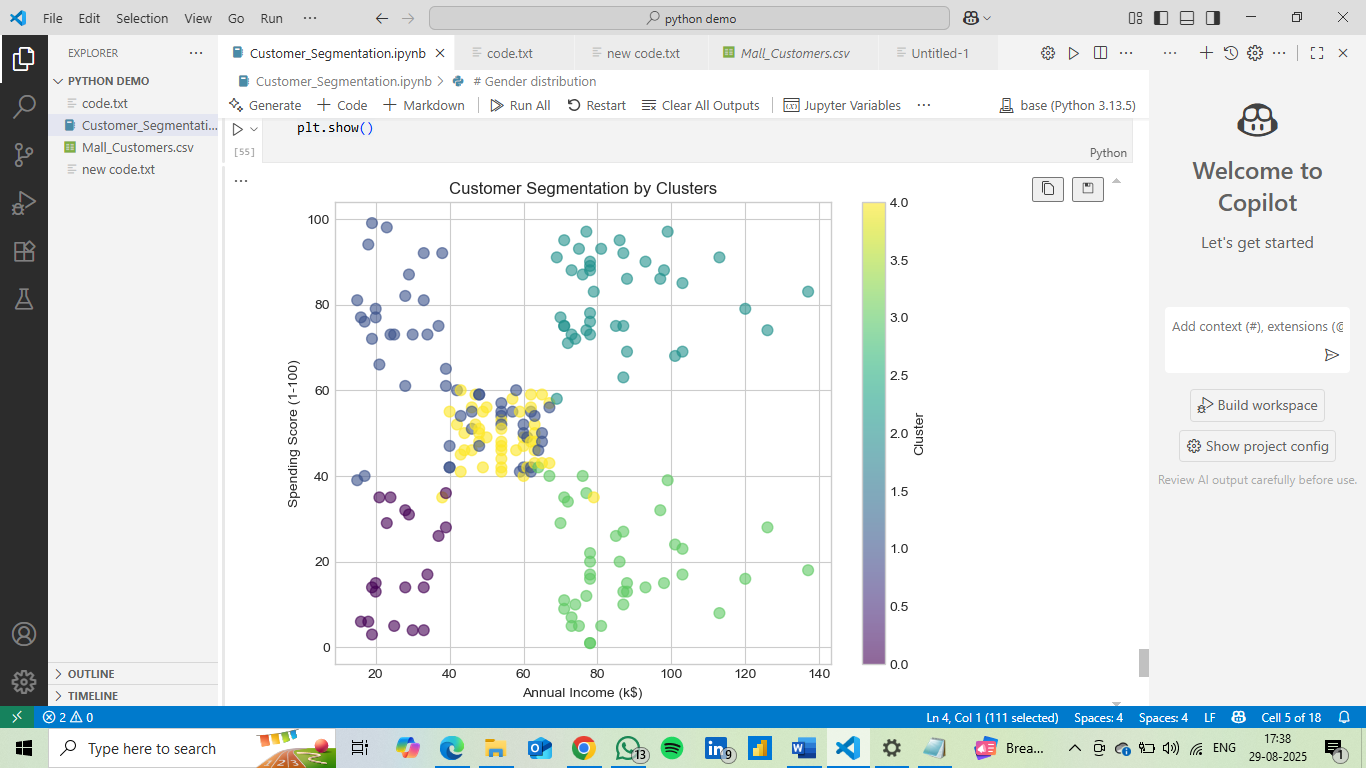 File Edit Selection View Go Run ···
python demo
EXPLORER ···
PYTHON DEMO
code.txt
Customer_Segmentati...
Mall_Customers.csv
new code.txt
OUTLINE
TIMELINE
Customer_Segmentation.ipynb code.txt new code.txt Mall_Customers.csv Untitled-1
Customer_Segmentation.ipynb > # Gender distribution
Generate + Code + Markdown Run All Restart Clear All Outputs Jupyter Variables ··· base (Python 3.13.5)
plt.show()
[55]
Python
Customer Segmentation by Clusters
100
80
60
40
20
0
Spending Score (1-100)
20 40 60 80 100 120 140
Annual Income (k$)
4.0
3.5
3.0
2.5
2.0
1.5
1.0
0.5
0.0
Cluster
Welcome to
Copilot
Let's get started
Add context (#), extensions (@
Build workspace
Show project config
Review AI output carefully before use.
2 0 Ln 4, Col 1 (111 selected) Spaces: 4 Spaces: 4 LF Cell 5 of 18
Type here to search
13
9
Brea...
ENG
17:38
29-08-2025
1